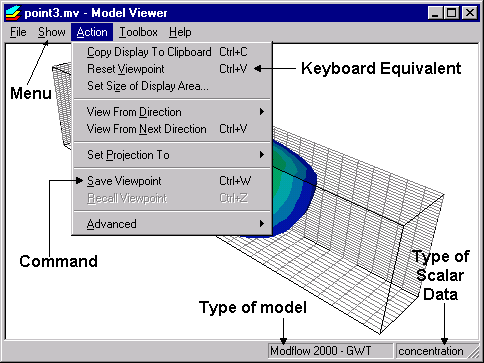 point3.mv - Model Viewer
File Show Action Toolbox Help
Copy Display To Clipboard Ctrl+C
Reset Viewpoint Ctrl+V
Keyboard Equivalent
Set Size of Display Area...
Menu
View From Direction
View From Next Direction Ctrl+V
Set Projection To
Save Viewpoint Ctrl+W
Recall Viewpoint Ctrl+Z
Advanced
Command
Type of
Scalar
Data
Type of model
Modflow 2000 - GWT concentration